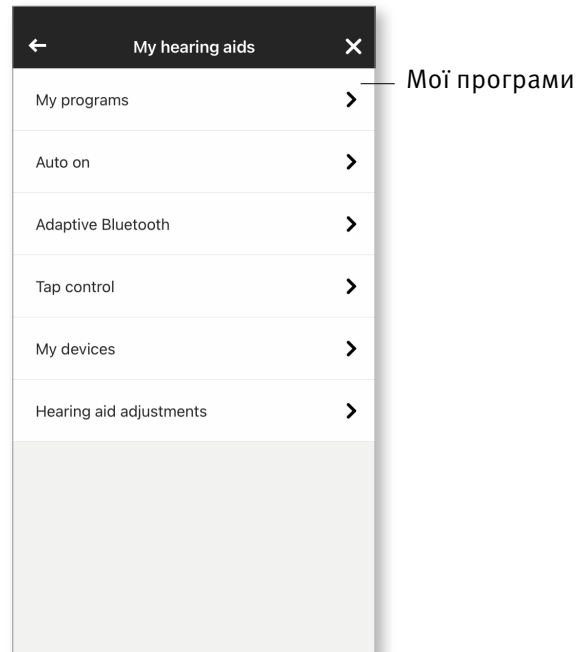 My hearing aids
My programs
Мої програми
Auto on
Adaptive Bluetooth
Tap control
My devices
Hearing aid adjustments